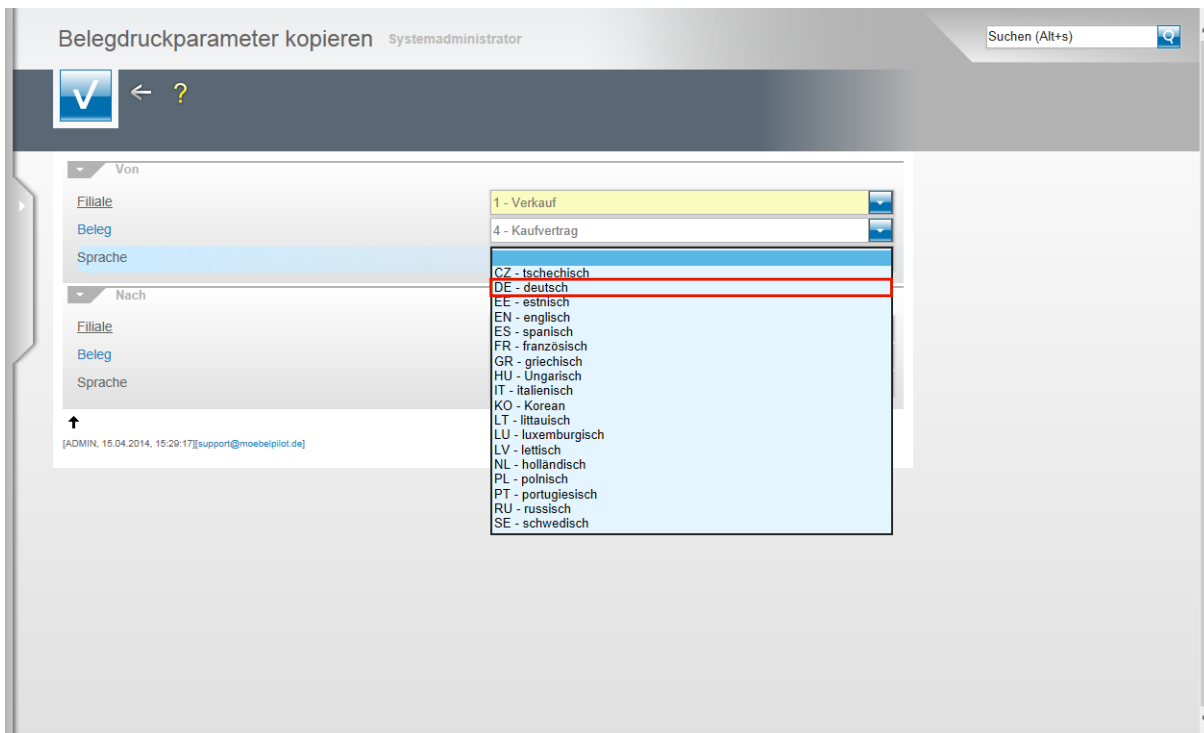 Belegdruckparameter kopieren Systemadministrator
Suchen (Alt+s)
?
Von
Filiale
1 - Verkauf
Beleg
4 - Kaufvertrag
Sprache
CZ - tschechisch
DE - deutsch
EE - estnisch
EN - englisch
ES - spanisch
FR - französisch
GR - griechisch
HU - Ungarisch
IT - italienisch
KO - Korean
LT - littauisch
LU - luxemburgisch
LV - lettisch
NL - holländisch
PL - polnisch
PT - portugiesisch
RU - russisch
SE - schwedisch
Nach
Filiale
Beleg
Sprache
[ADMIN, 15.04.2014, 15:29:17][support@moebelpilot.de]